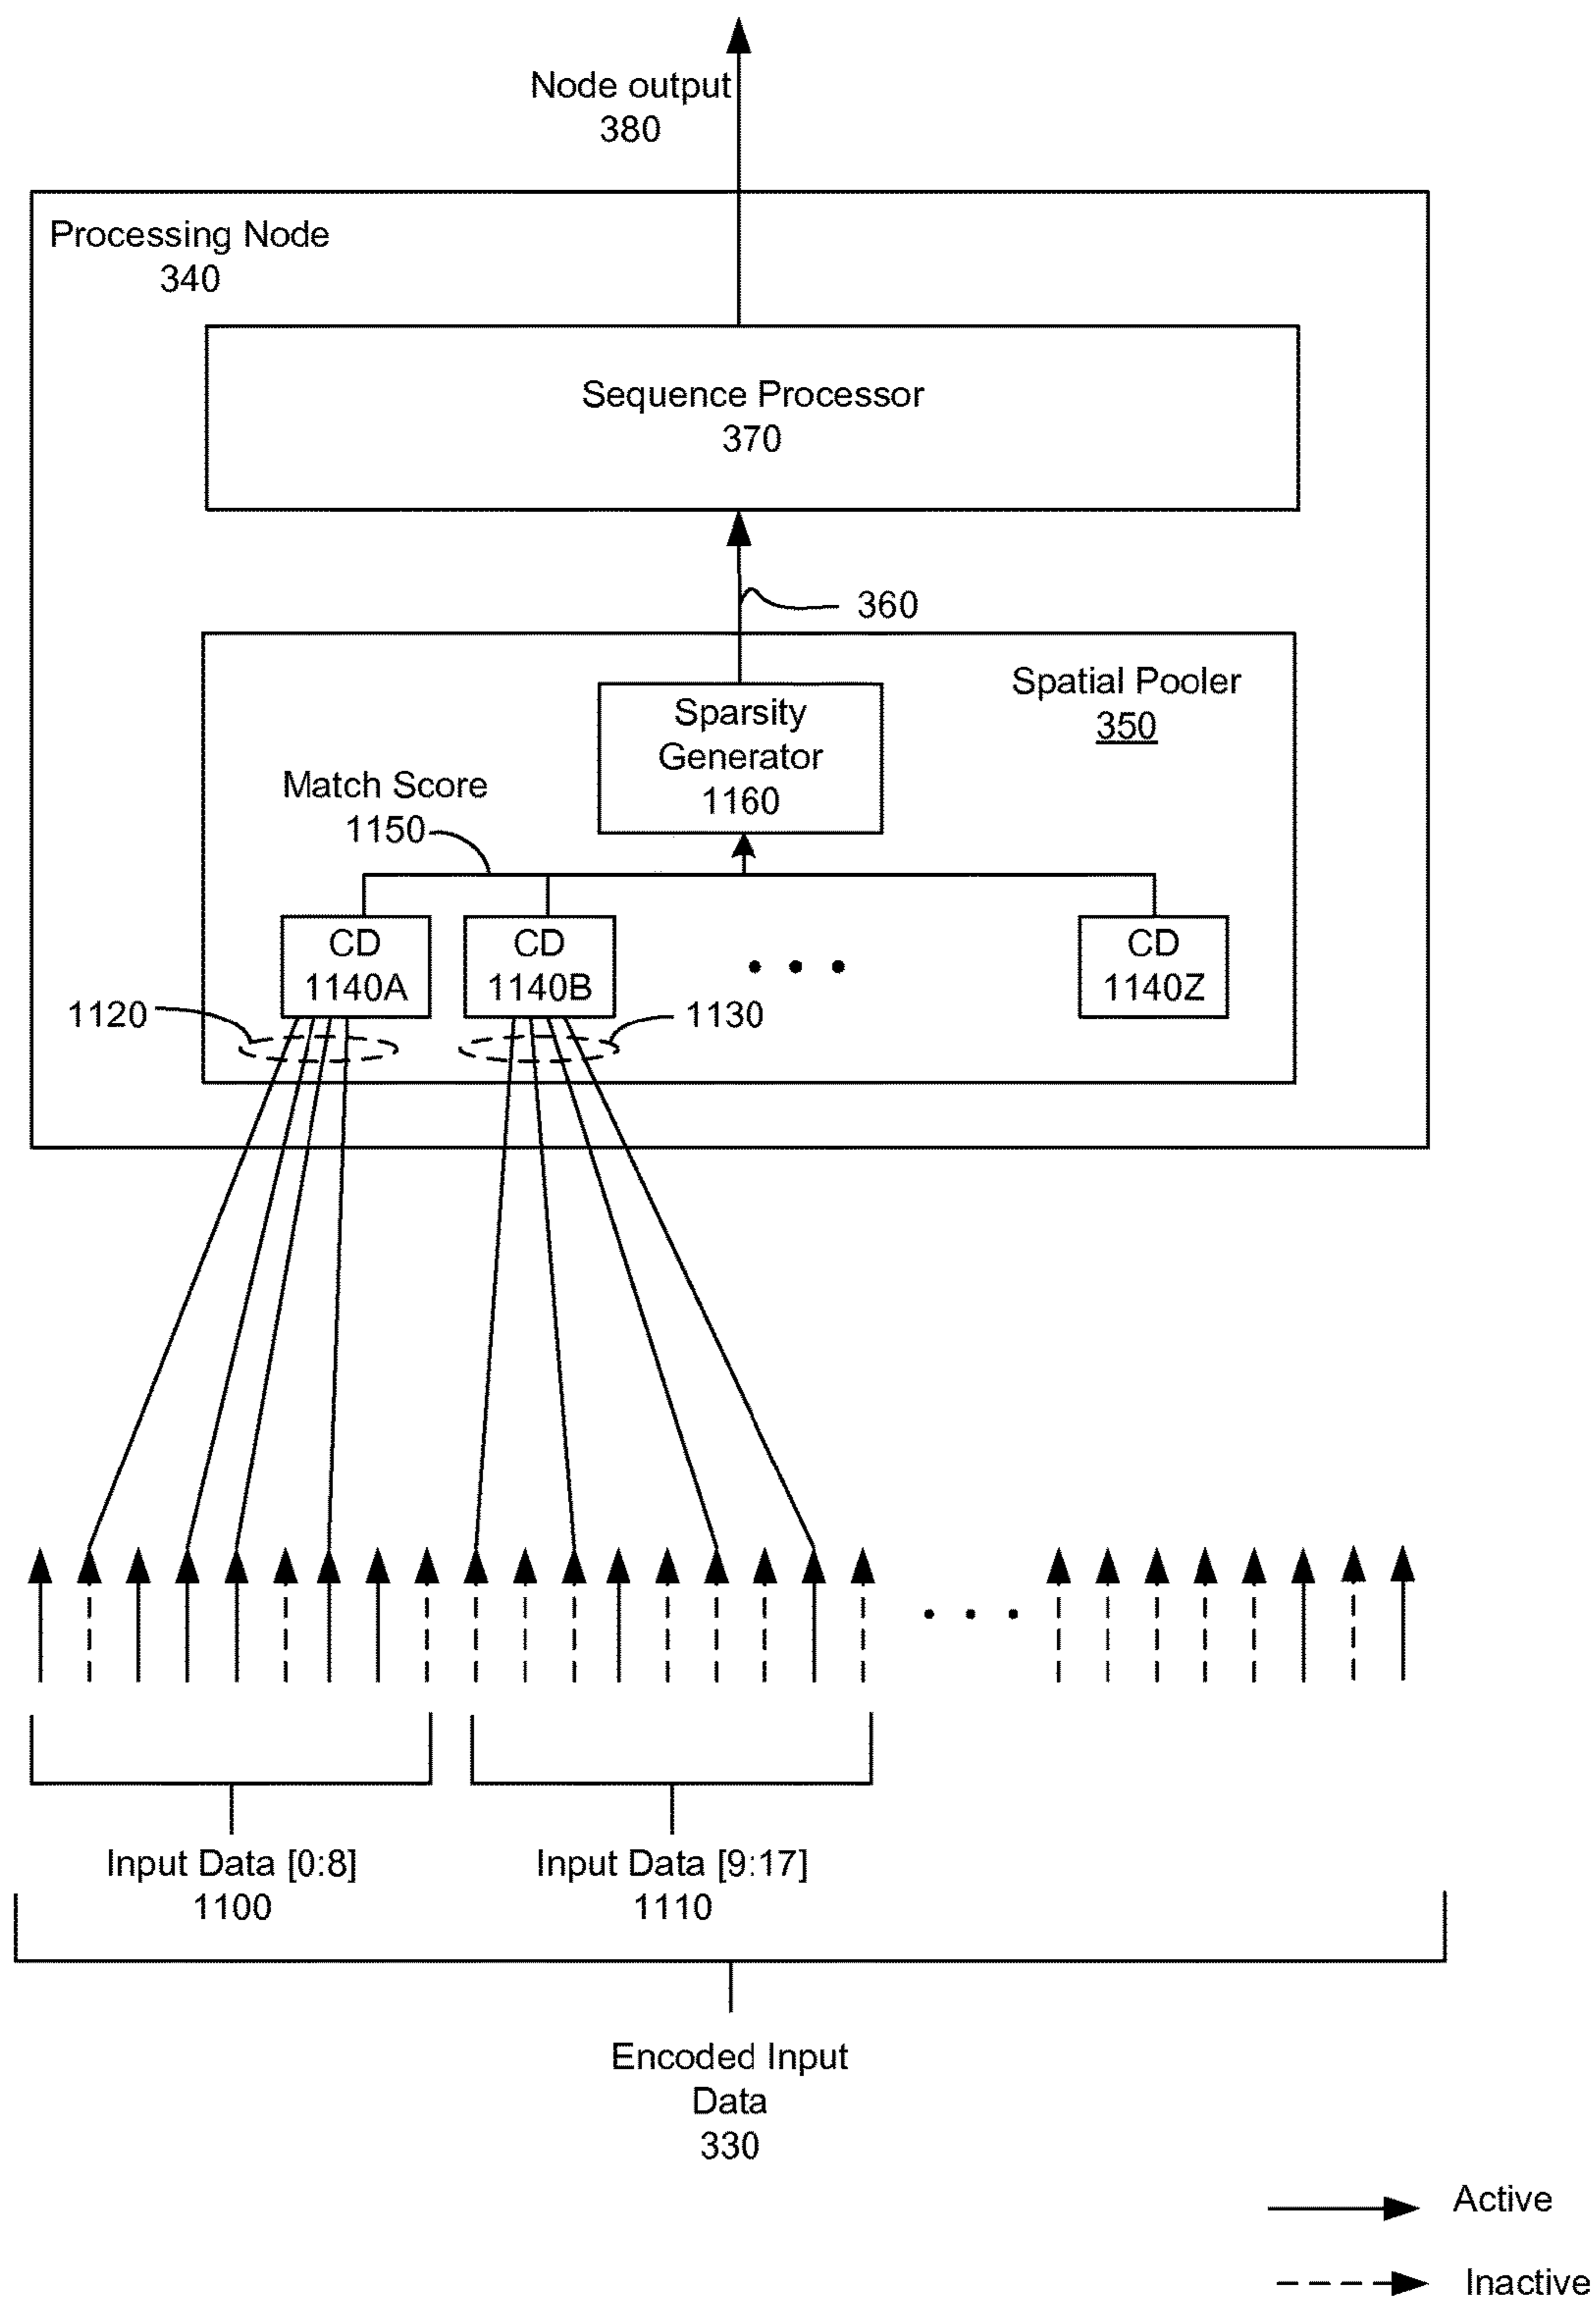 Node output
380
Processing Node
340
Sequence Processor
370
360
Spatial Pooler
350
Sparsity
Generator
1160
Match Score
1150
CD
1140A
CD
1140B
CD
1140Z
1120
1130
Input Data [0:8]
1100
Input Data [9:17]
1110
Encoded Input
Data
330
Active
Inactive